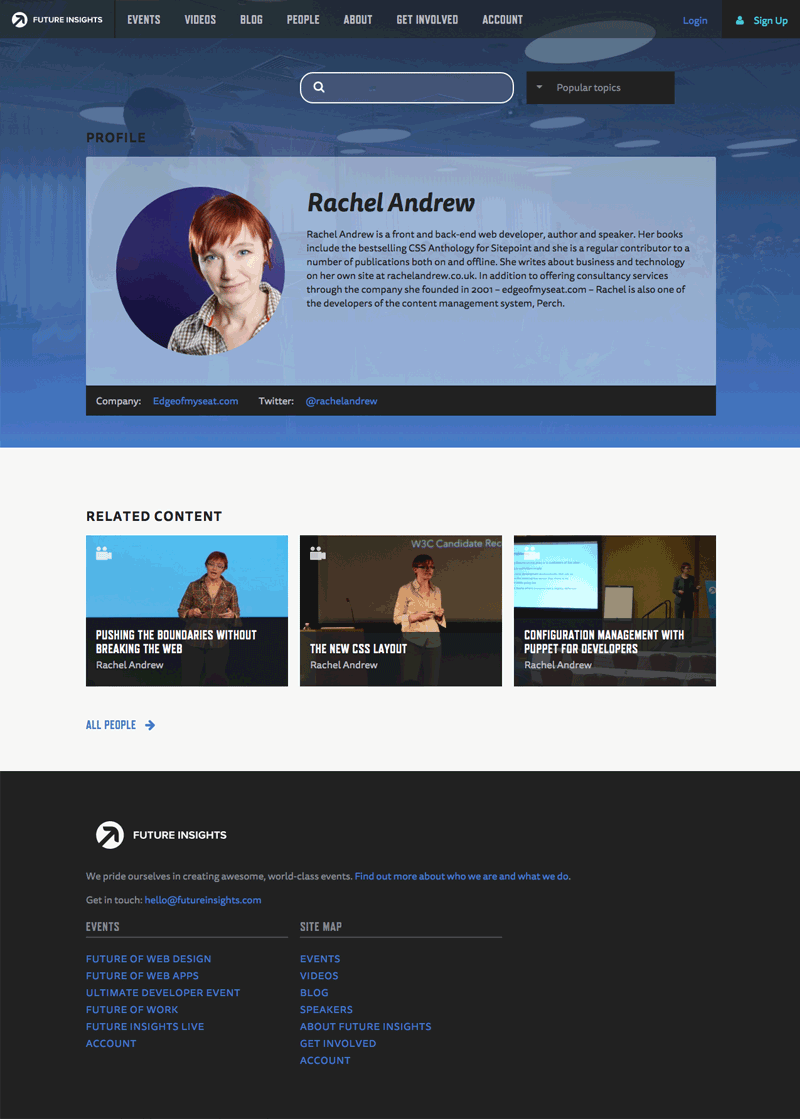 FUTURE INSIGHTS EVENTS VIDEOS BLOG PEOPLE ABOUT GET INVOLVED ACCOUNT Login Sign Up
Popular topics
PROFILE
Rachel Andrew
Rachel Andrew is a front and back-end web developer, author and speaker. Her books
include the bestselling CSS Anthology for Sitepoint and she is a regular contributor to a
number of publications both on and offline. She writes about business and technology
on her own site at rachelandrew.co.uk. In addition to offering consultancy services
through the company she founded in 2001 – edgeofmyseat.com – Rachel is also one of
the developers of the content management system, Perch.
Company: Edgeofmyseat.com Twitter: @rachelandrew
RELATED CONTENT
PUSHING THE BOUNDARIES WITHOUT
BREAKING THE WEB
Rachel Andrew
W3C Candidate Rec
THE NEW CSS LAYOUT
Rachel Andrew
CONFIGURATION MANAGEMENT WITH
PUPPET FOR DEVELOPERS
Rachel Andrew
ALL PEOPLE
FUTURE INSIGHTS
We pride ourselves in creating awesome, world-class events. Find out more about who we are and what we do.
Get in touch: hello@futureinsights.com
EVENTS
FUTURE OF WEB DESIGN
FUTURE OF WEB APPS
ULTIMATE DEVELOPER EVENT
FUTURE OF WORK
FUTURE INSIGHTS LIVE
ACCOUNT
SITE MAP
EVENTS
VIDEOS
BLOG
SPEAKERS
ABOUT FUTURE INSIGHTS
GET INVOLVED
ACCOUNT